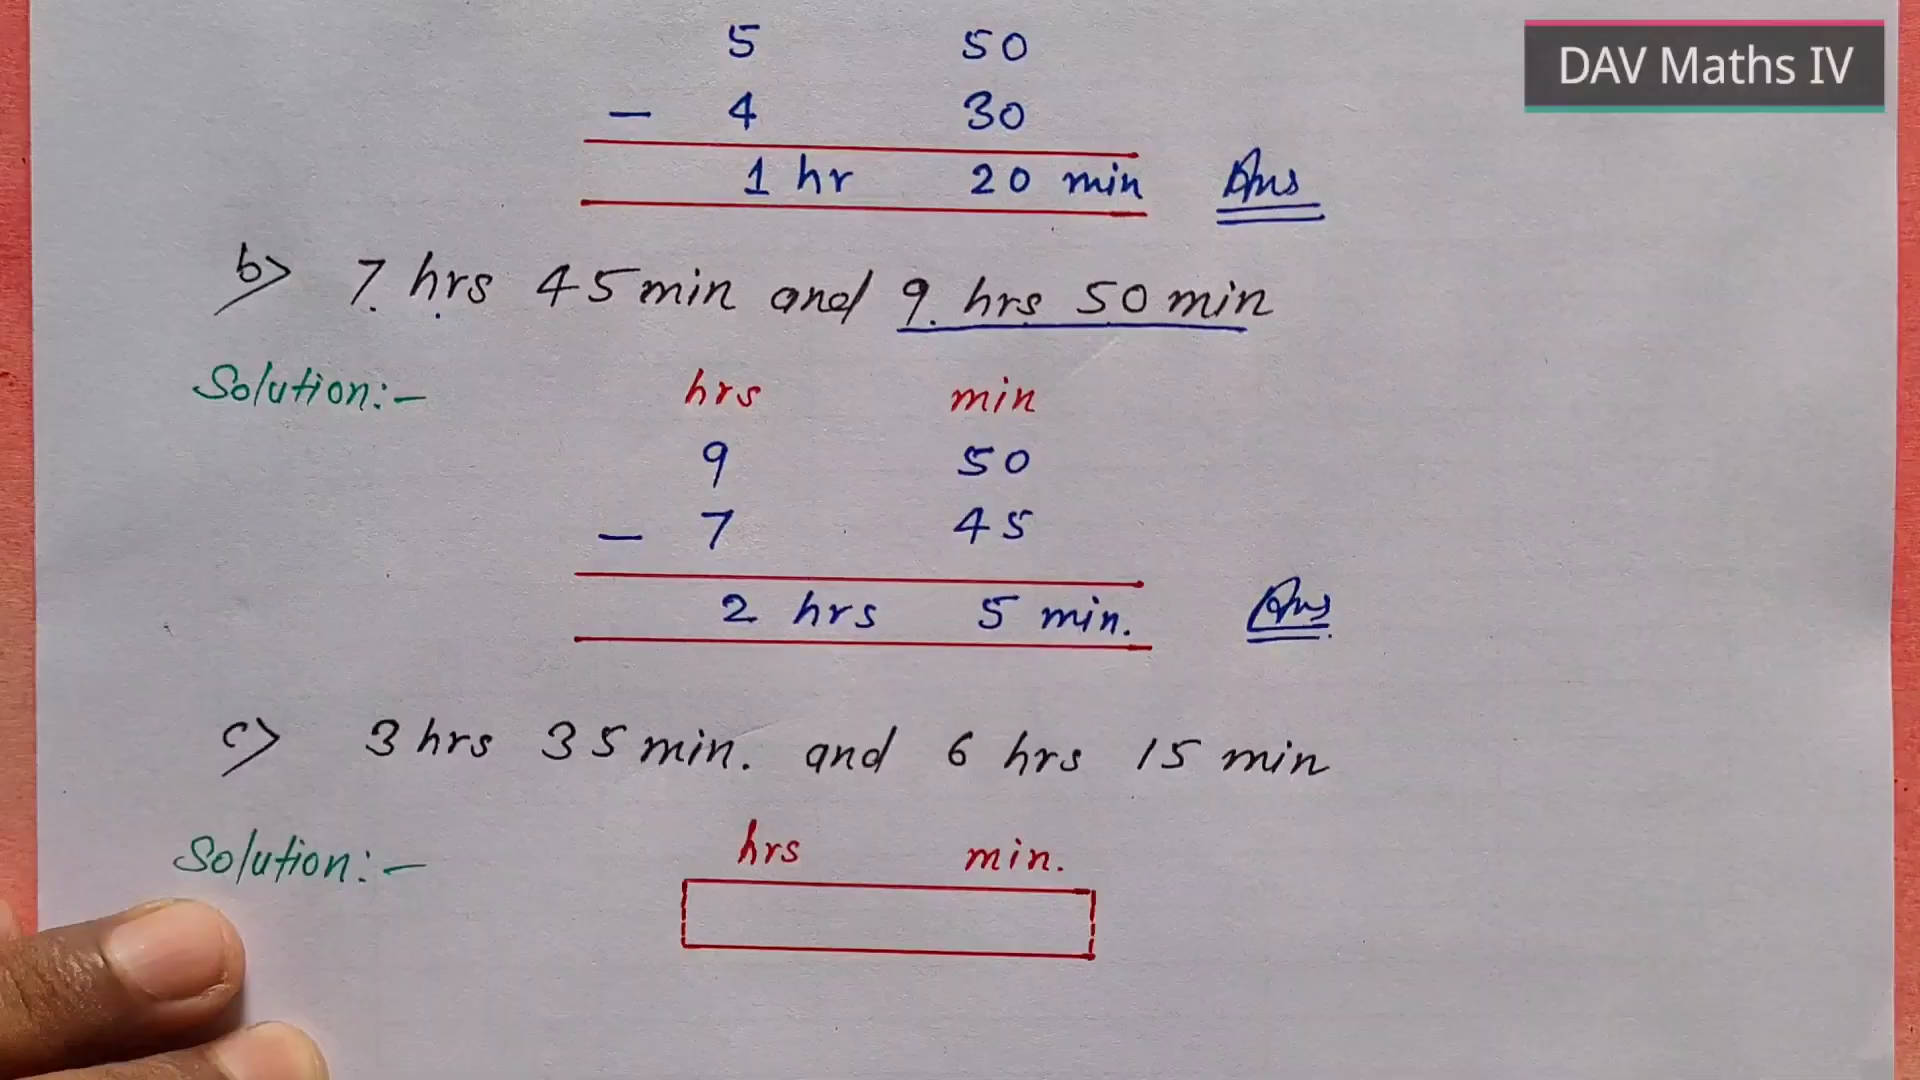 DAV Maths IV
5 50
- 4 30
1 hr 20 min Ans
b> 7. hrs 45 min and 9. hrs 50 min
Solution:-
hrs min
9 50
- 7 45
2 hrs 5 min. Ans.
c> 3 hrs 35 min. and 6 hrs 15 min
Solution:-
hrs min.